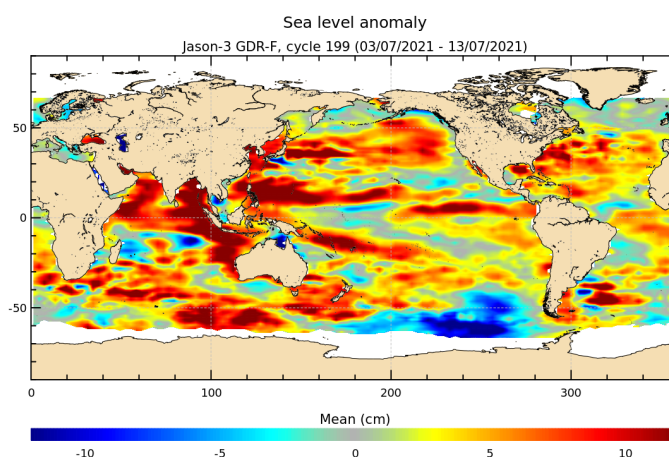 Sea level anomaly
Jason-3 GDR-F, cycle 199 (03/07/2021 - 13/07/2021)
50
0
-50
0 100 200 300
Mean (cm)
-10 -5 0 5 10